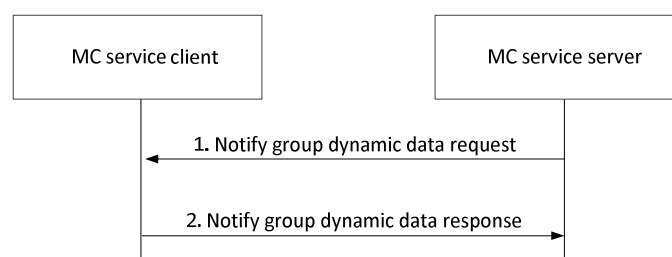 MC service client
MC service server
1. Notify group dynamic data request
2. Notify group dynamic data response